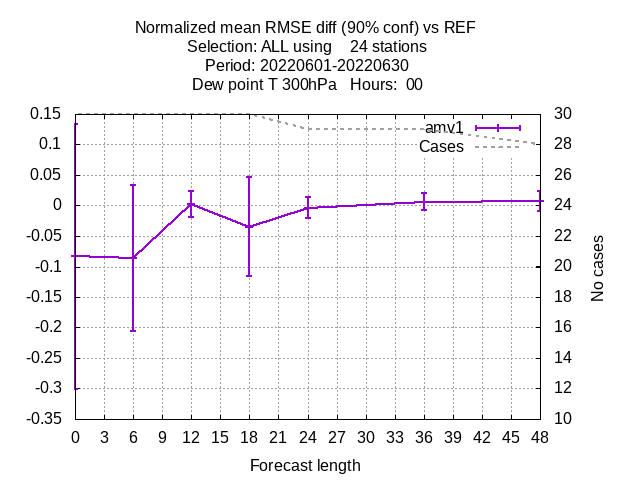 Normalized mean RMSE diff (90% conf) vs REF
Selection: ALL using 24 stations
Period: 20220601-20220630
Dew point T 300hPa Hours: 00
0.15
0.1
0.05
0
-0.05
-0.1
-0.15
-0.2
-0.25
-0.3
-0.35
amv1
Cases
30
28
26
24
22
20
18
16
14
12
10
No cases
0 3 6 9 12 15 18 21 24 27 30 33 36 39 42 45 48
Forecast length